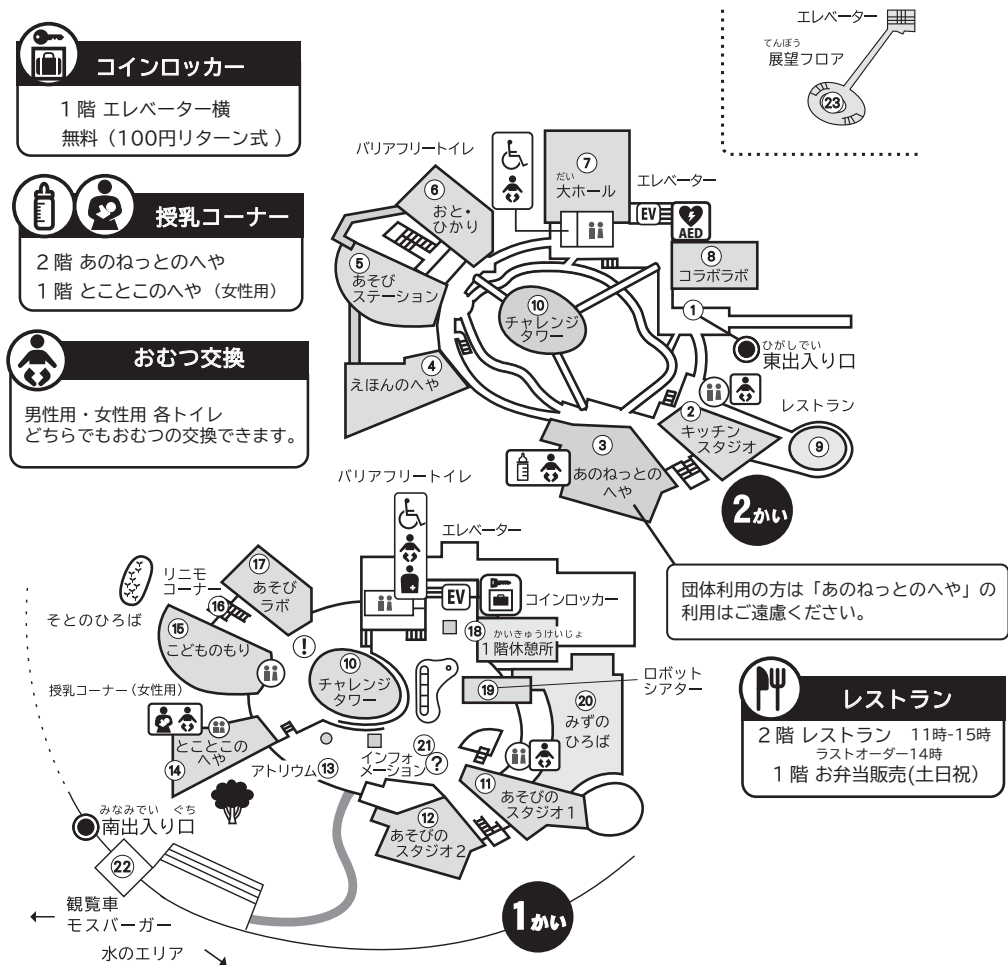 コインロッカー
1階 エレベーター横
無料（100円リターン式）
授乳コーナー
2階 あのねっとのへや
1階 とことこのへや（女性用）
おむつ交換
男性用・女性用 各トイレ
どちらでもおむつの交換できます。
エレベーター
てんぼう
展望フロア
23
バリアフリートイレ
7
だい
大ホール
エレベーター
EV
AED
6
おと・
ひかり
8
コラボラボ
5
あそび
ステーション
10
チャレンジ
タワー
1
ひがしでい
東出入り口
4
えほんのへや
レストラン
2
キッチン
スタジオ
9
3
あのねっとの
へや
2かい
団体利用の方は「あのねっとのへや」の
利用はご遠慮ください。
レストラン
2階 レストラン 11時-15時
ラストオーダー14時
1階 お弁当販売(土日祝)
バリアフリートイレ
エレベーター
EV
コインロッカー
17
あそび
ラボ
リニモ
コーナー
16
そとのひろば
15
こどものもり
!
18
かいきゅうけいじょ
1階休憩所
10
チャレンジ
タワー
19
ロボット
シアター
20
みずの
ひろば
授乳コーナー（女性用）
とことこの
へや
14
アトリウム 13
インフォ
メーション
21
?
11
あそびの
スタジオ1
12
あそびの
スタジオ2
みなみでい ぐち
南出入り口
22
観覧車
モスバーガー
水のエリア
1かい